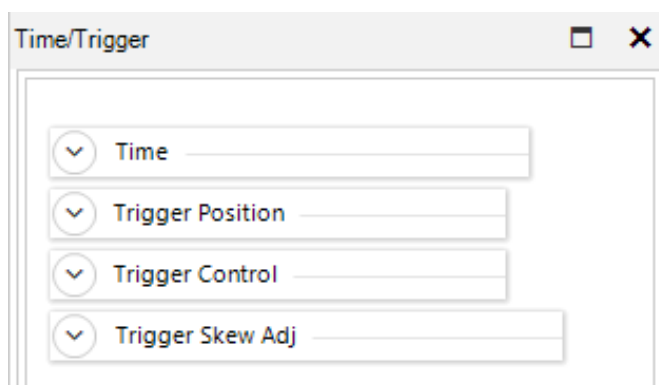 Time/Trigger
Time
Trigger Position
Trigger Control
Trigger Skew Adj